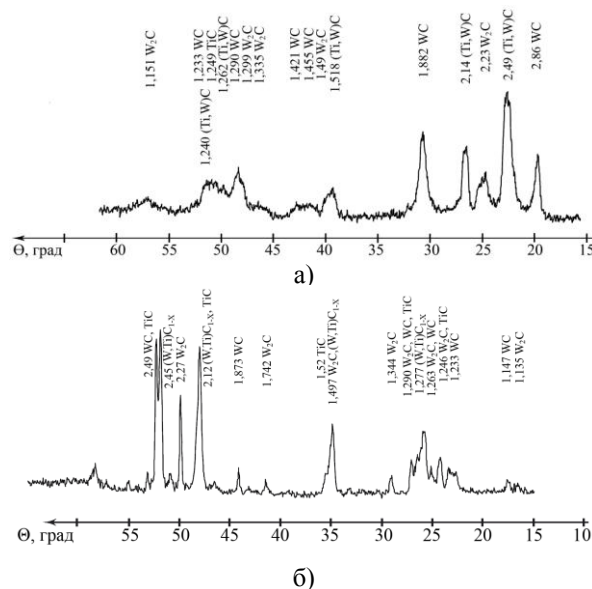 1,151 W₂C
1,233 WC
1,249 TiC
1,262 (Ti,W)C
1,290 WC
1,299 W₂C
1,335 W₂C
1,421 WC
1,455 WC
1,49 W₂C
1,518 (Ti,W)C
1,882 WC
2,14 (Ti,W)C
2,23 W₂C
2,49 (Ti,W)C
2,86 WC
1,240 (Ti,W)C
60 50 40 30 20
Θ, град
а)
2,49 WC, TiC
2,45 (W,Ti)C₁₋ₓ
2,27 W₂C
2,12 (W,Ti)C₁₋ₓ, TiC
1,873 WC
1,742 W₂C
1,52 TiC
1,497 W₂C,(W,Ti)C₁₋ₓ
1,344 W₂C
1,290 W₂C, WC, TiC
1,277 (W,Ti)C₁₋ₓ
1,263 W₂C, WC
1,246 W₂C, TiC
1,233 WC
1,147 WC
1,135 W₂C
Θ, град 55 50 45 40 35 30 25 20 15 10
б)